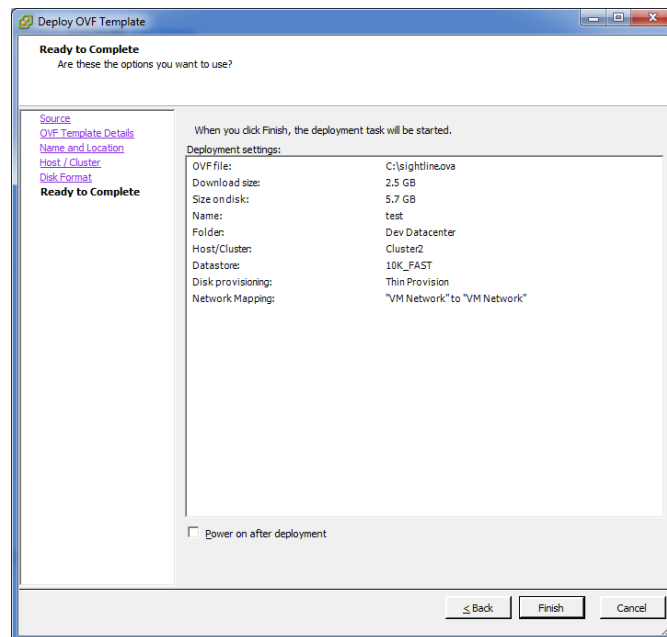 Deploy OVF Template
Ready to Complete
Are these the options you want to use?
Source
OVF Template Details
Name and Location
Host / Cluster
Disk Format
Ready to Complete
When you click Finish, the deployment task will be started.
Deployment settings:
OVF file: C:\sightline.ova
Download size: 2.5 GB
Size on disk: 5.7 GB
Name: test
Folder: Dev Datacenter
Host/Cluster: Cluster2
Datastore: 10K_FAST
Disk provisioning: Thin Provision
Network Mapping: "VM Network" to "VM Network"
Power on after deployment
< Back Finish Cancel